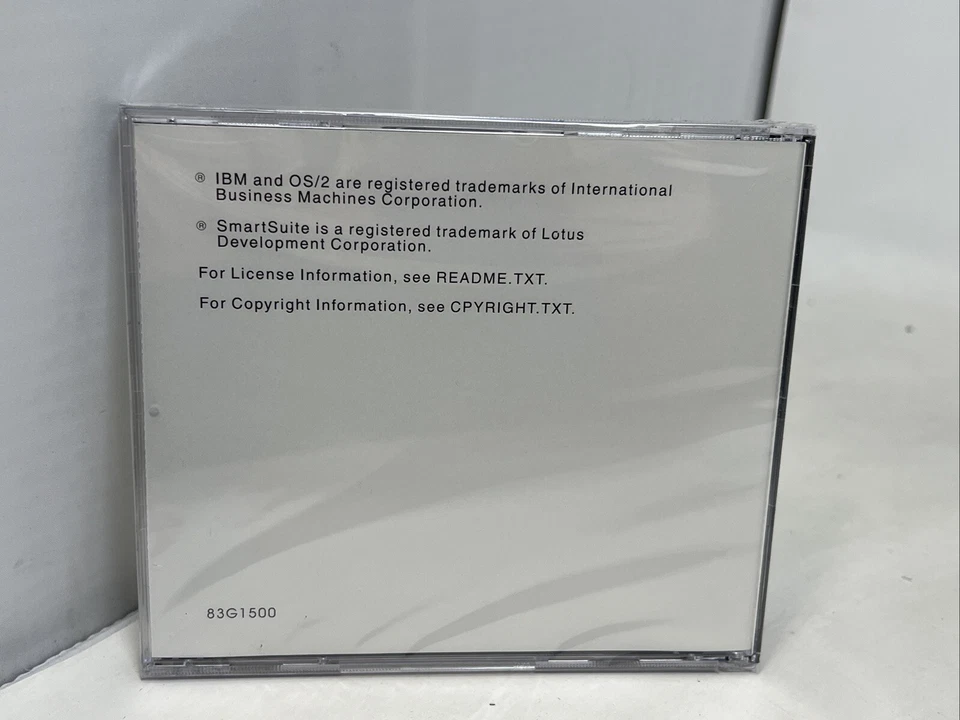 ® IBM and OS/2 are registered trademarks of International
Business Machines Corporation.
® SmartSuite is a registered trademark of Lotus
Development Corporation.
For License Information, see README.TXT.
For Copyright Information, see CPYRIGHT.TXT.
83G1500